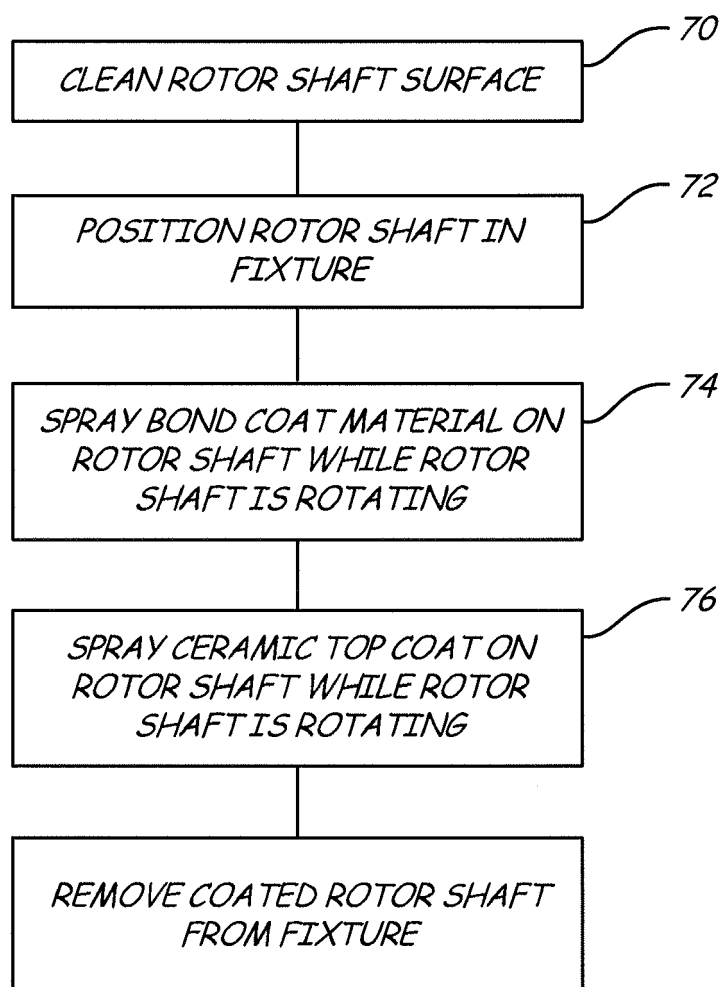 70
CLEAN ROTOR SHAFT SURFACE
72
POSITION ROTOR SHAFT IN
FIXTURE
74
SPRAY BOND COAT MATERIAL ON
ROTOR SHAFT WHILE ROTOR
SHAFT IS ROTATING
76
SPRAY CERAMIC TOP COAT ON
ROTOR SHAFT WHILE ROTOR
SHAFT IS ROTATING
REMOVE COATED ROTOR SHAFT
FROM FIXTURE